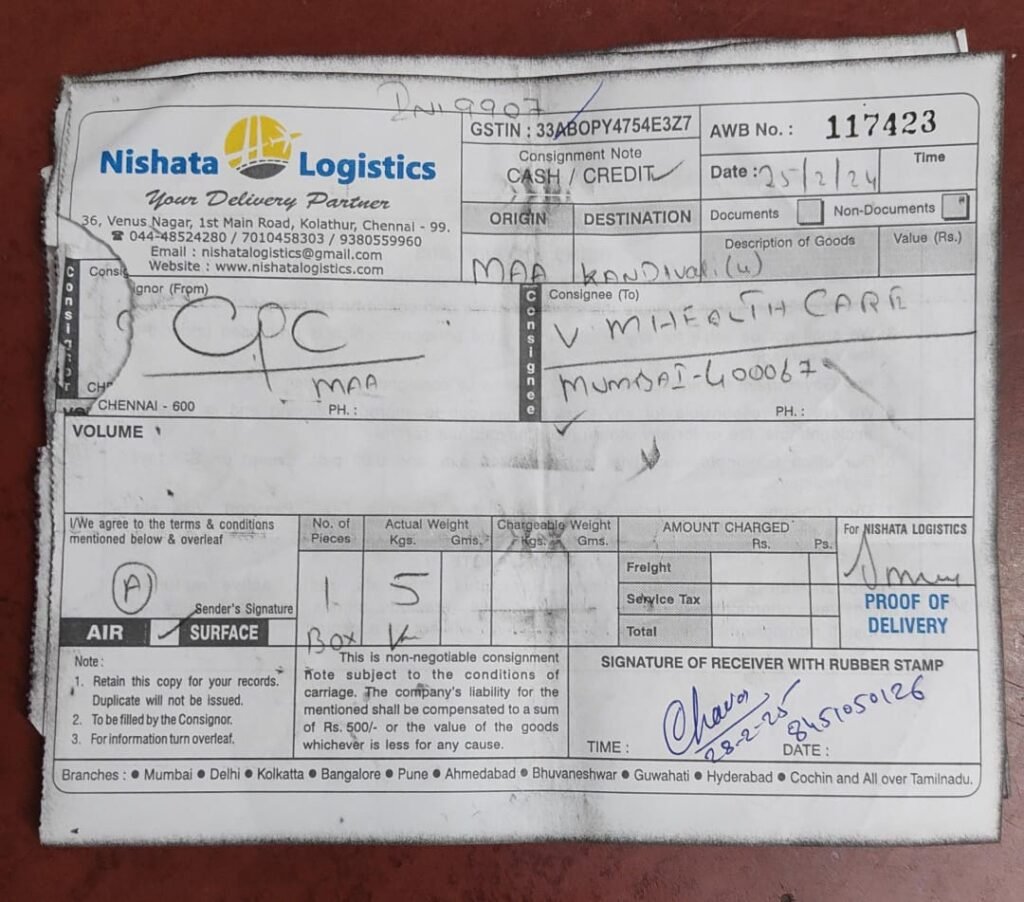 INV 9907
Nishata Logistics
Your Delivery Partner
36, Venus Nagar, 1st Main Road, Kolathur, Chennai - 99.
☎ 044-48524280 / 7010458303 / 9380559960
Email : nishatalogistics@gmail.com
Website : www.nishatalogistics.com
GSTIN : 33ABOPY4754E3Z7
Consignment Note
CASH / CREDIT ✓
AWB No. : 117423
Date : 25/2/24
Time
ORIGIN
DESTINATION
MAA
KANDIVALI (W)
Documents
Non-Documents
Description of Goods
Value (Rs.)
Consignor
Consig
ignor (From)
CPC
MAA
CHENNAI - 600
PH. :
Consignee
Consignee (To)
V M HEALTH CARE
MUMBAI-400067
PH. :
VOLUME
I/We agree to the terms & conditions
mentioned below & overleaf
A
Sender's Signature
AIR ✓ SURFACE
No. of Pieces
Actual Weight
Kgs. Gms.
Chargeable Weight
Kgs. Gms.
1
Box
5
AMOUNT CHARGED
Rs. Ps.
Freight
Service Tax
Total
For NISHATA LOGISTICS
PROOF OF
DELIVERY
Note :
1. Retain this copy for your records.
Duplicate will not be issued.
2. To be filled by the Consignor.
3. For information turn overleaf.
This is non-negotiable consignment
note subject to the conditions of
carriage. The company's liability for the
mentioned shall be compensated to a sum
of Rs. 500/- or the value of the goods
whichever is less for any cause.
SIGNATURE OF RECEIVER WITH RUBBER STAMP
28-2-25
8451050126
TIME :
DATE :
Branches : ● Mumbai ● Delhi ● Kolkatta ● Bangalore ● Pune ● Ahmedabad ● Bhuvaneshwar ● Guwahati ● Hyderabad ● Cochin and All over Tamilnadu.